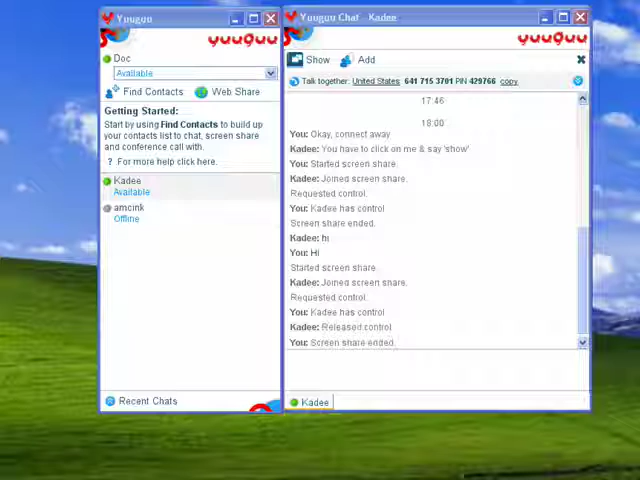 Yuuguu
yuuguu
Doc
Available
Find Contacts
Web Share
Getting Started:
Start by using Find Contacts to build up
your contacts list to chat, screen share
and conference call with.
? For more help click here.
Kadee
Available
amcink
Offline
Recent Chats
Yuuguu Chat - Kadee
yuuguu
Show
Add
Talk together: United States: 641 715 3701 PIN 429766 copy
17:46
18:00
You: Okay, connect away
Kadee: You have to click on me & say 'show'
You: Started screen share.
Kadee: Joined screen share.
Requested control.
You: Kadee has control
Screen share ended.
Kadee: hi
You: Hi
Started screen share.
Kadee: Joined screen share.
Requested control.
You: Kadee has control
Kadee: Released control
You: Screen share ended.
Kadee